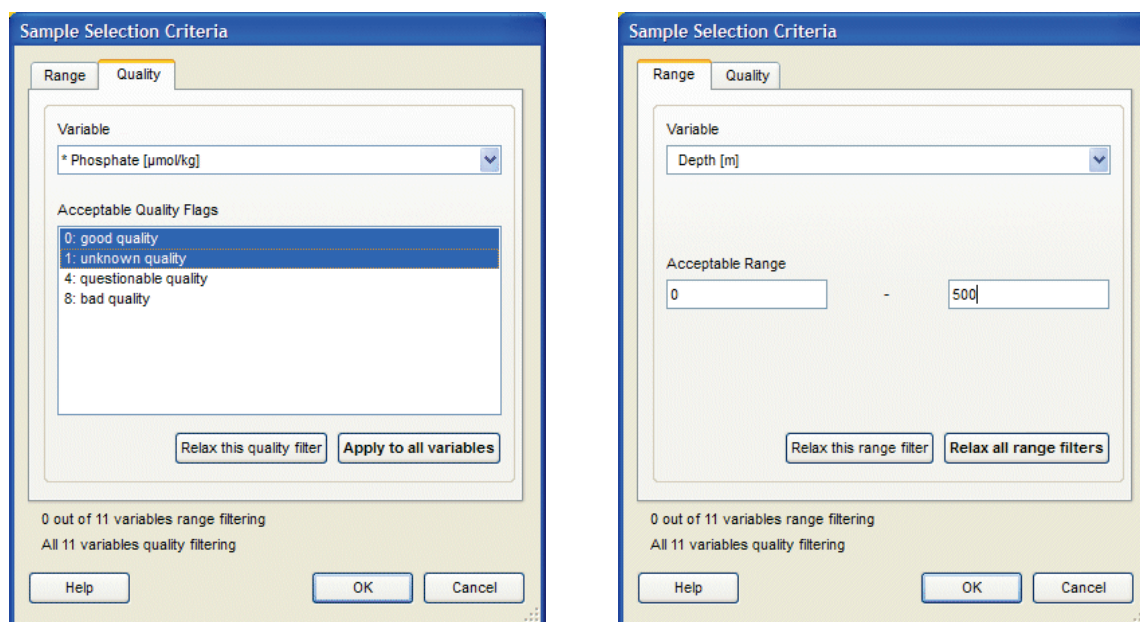 Sample Selection Criteria
Range Quality
Variable
* Phosphate [µmol/kg]
Acceptable Quality Flags
0: good quality
1: unknown quality
4: questionable quality
8: bad quality
Relax this quality filter Apply to all variables
0 out of 11 variables range filtering
All 11 variables quality filtering
Help OK Cancel
Sample Selection Criteria
Range Quality
Variable
Depth [m]
Acceptable Range
0 - 500
Relax this range filter Relax all range filters
0 out of 11 variables range filtering
All 11 variables quality filtering
Help OK Cancel